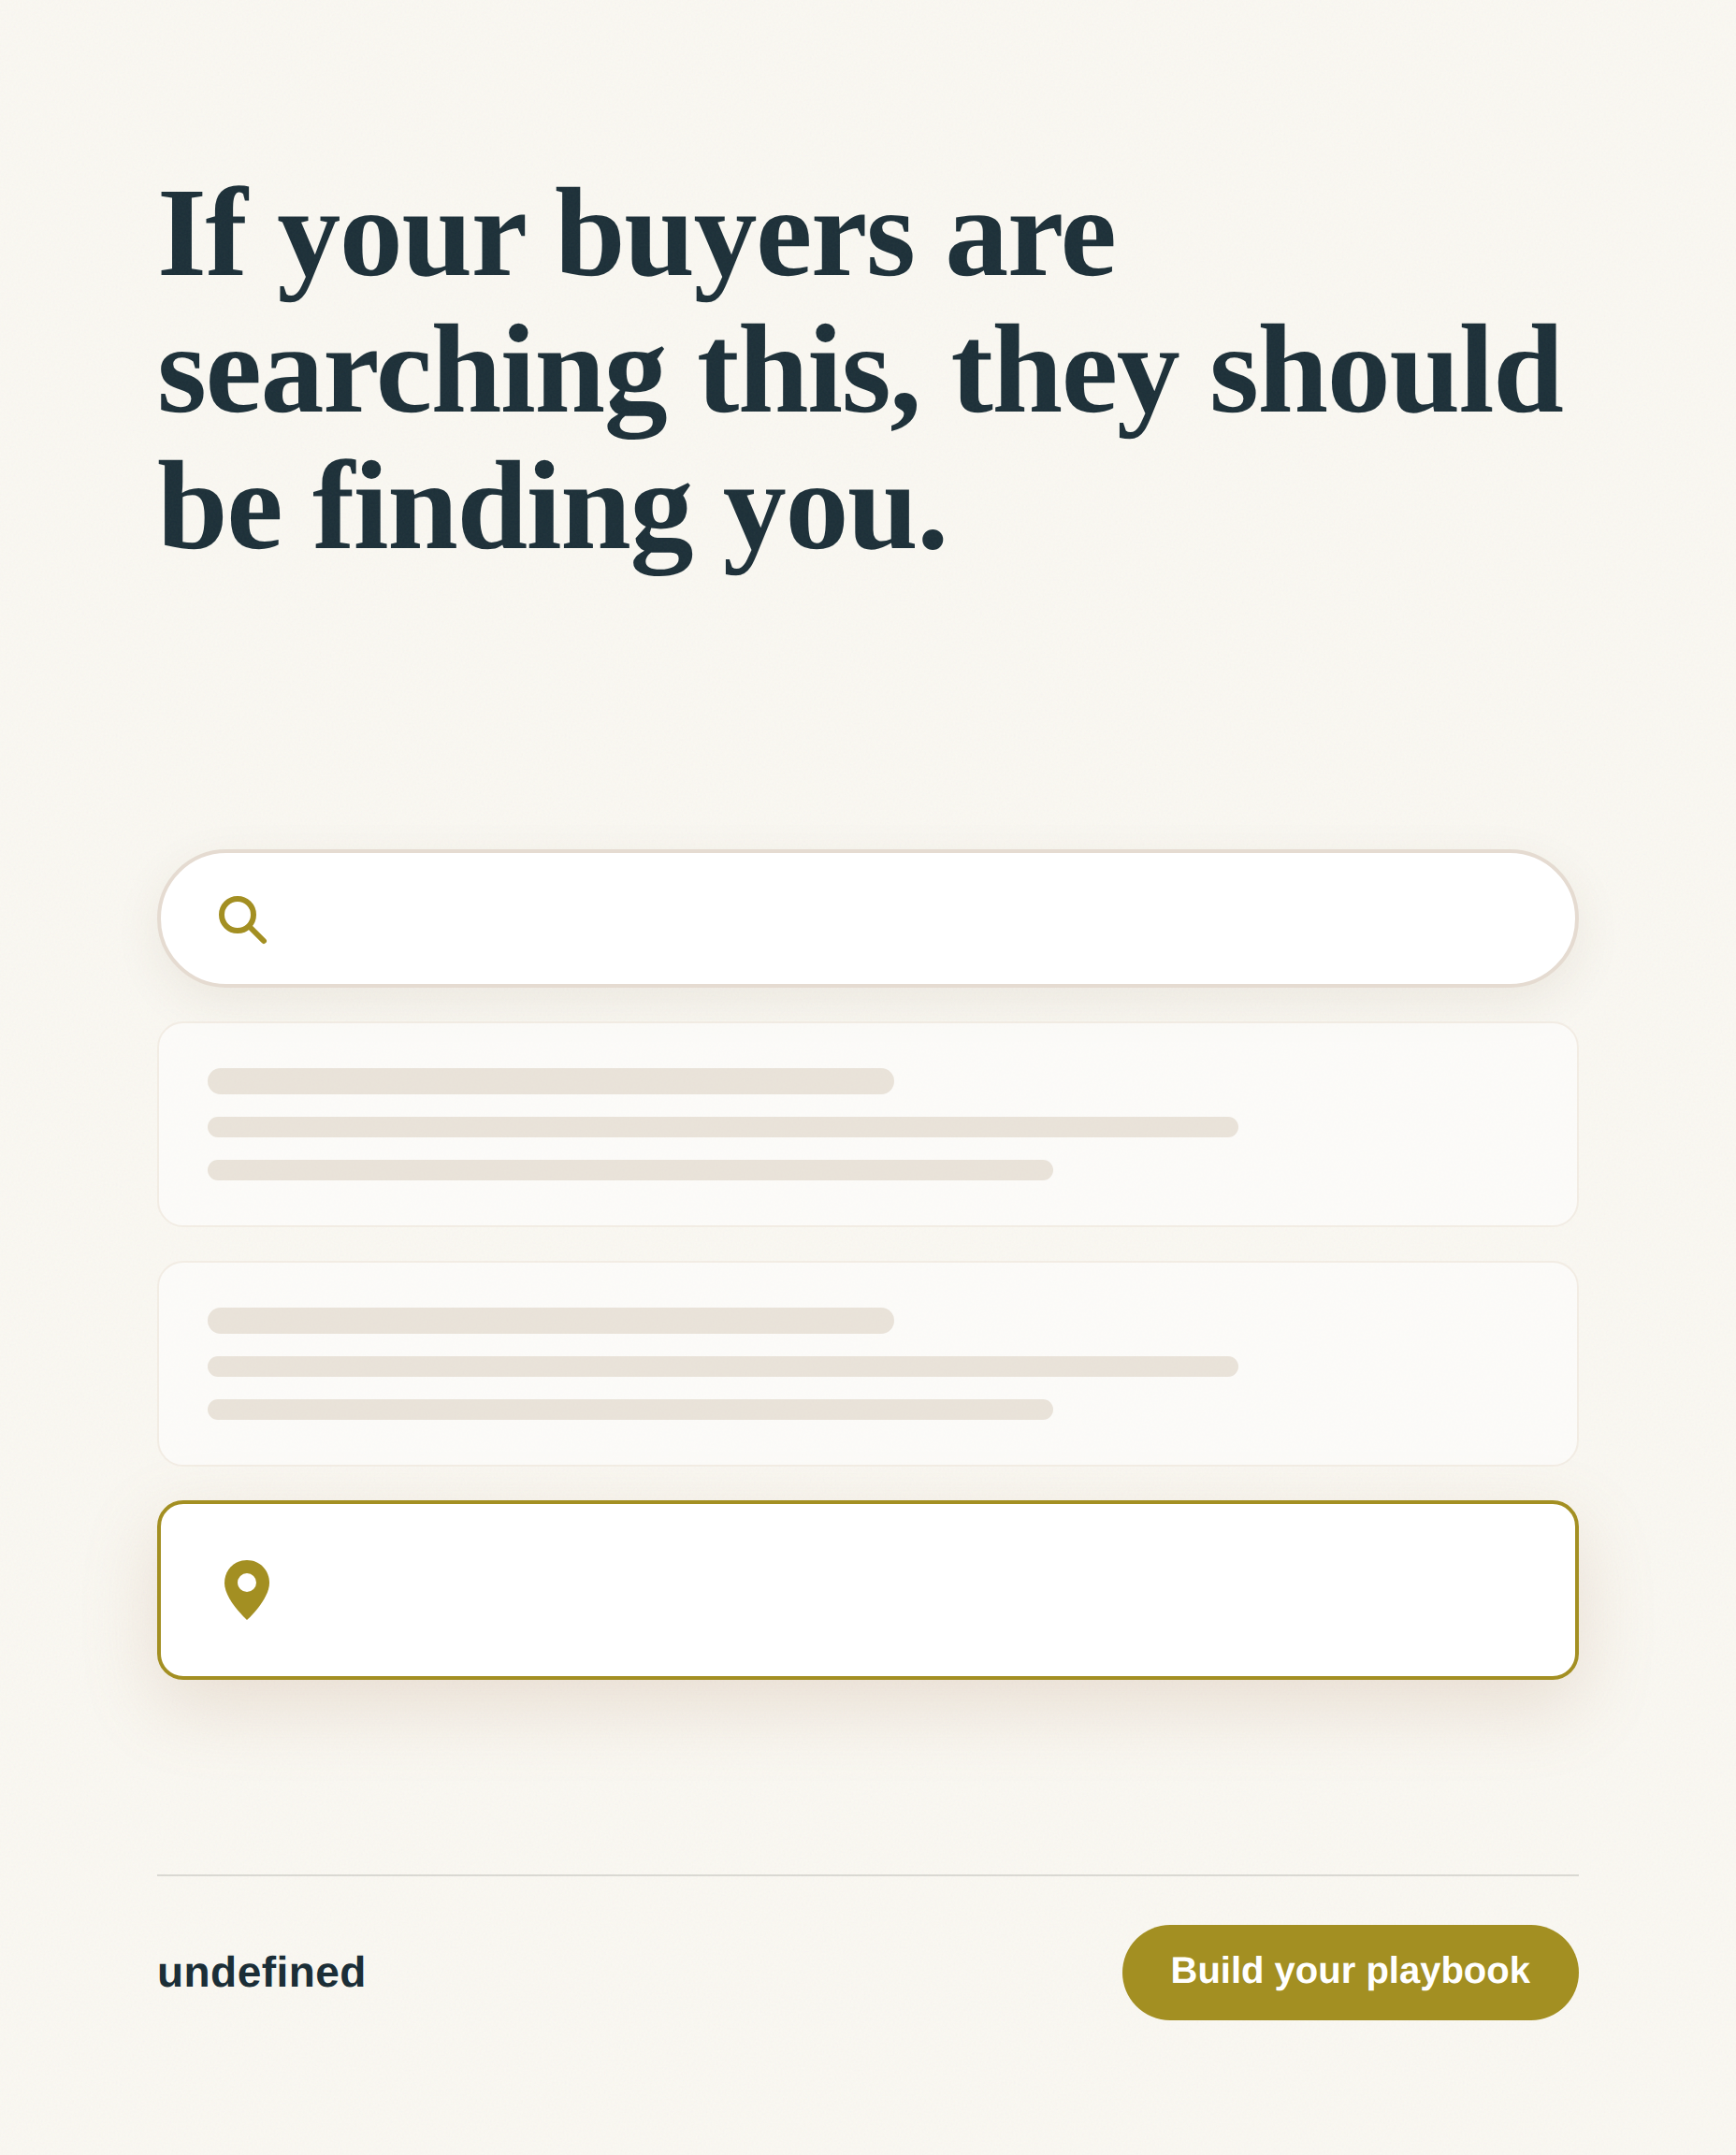 If your buyers are
searching this, they should
be finding you.
undefined
Build your playbook